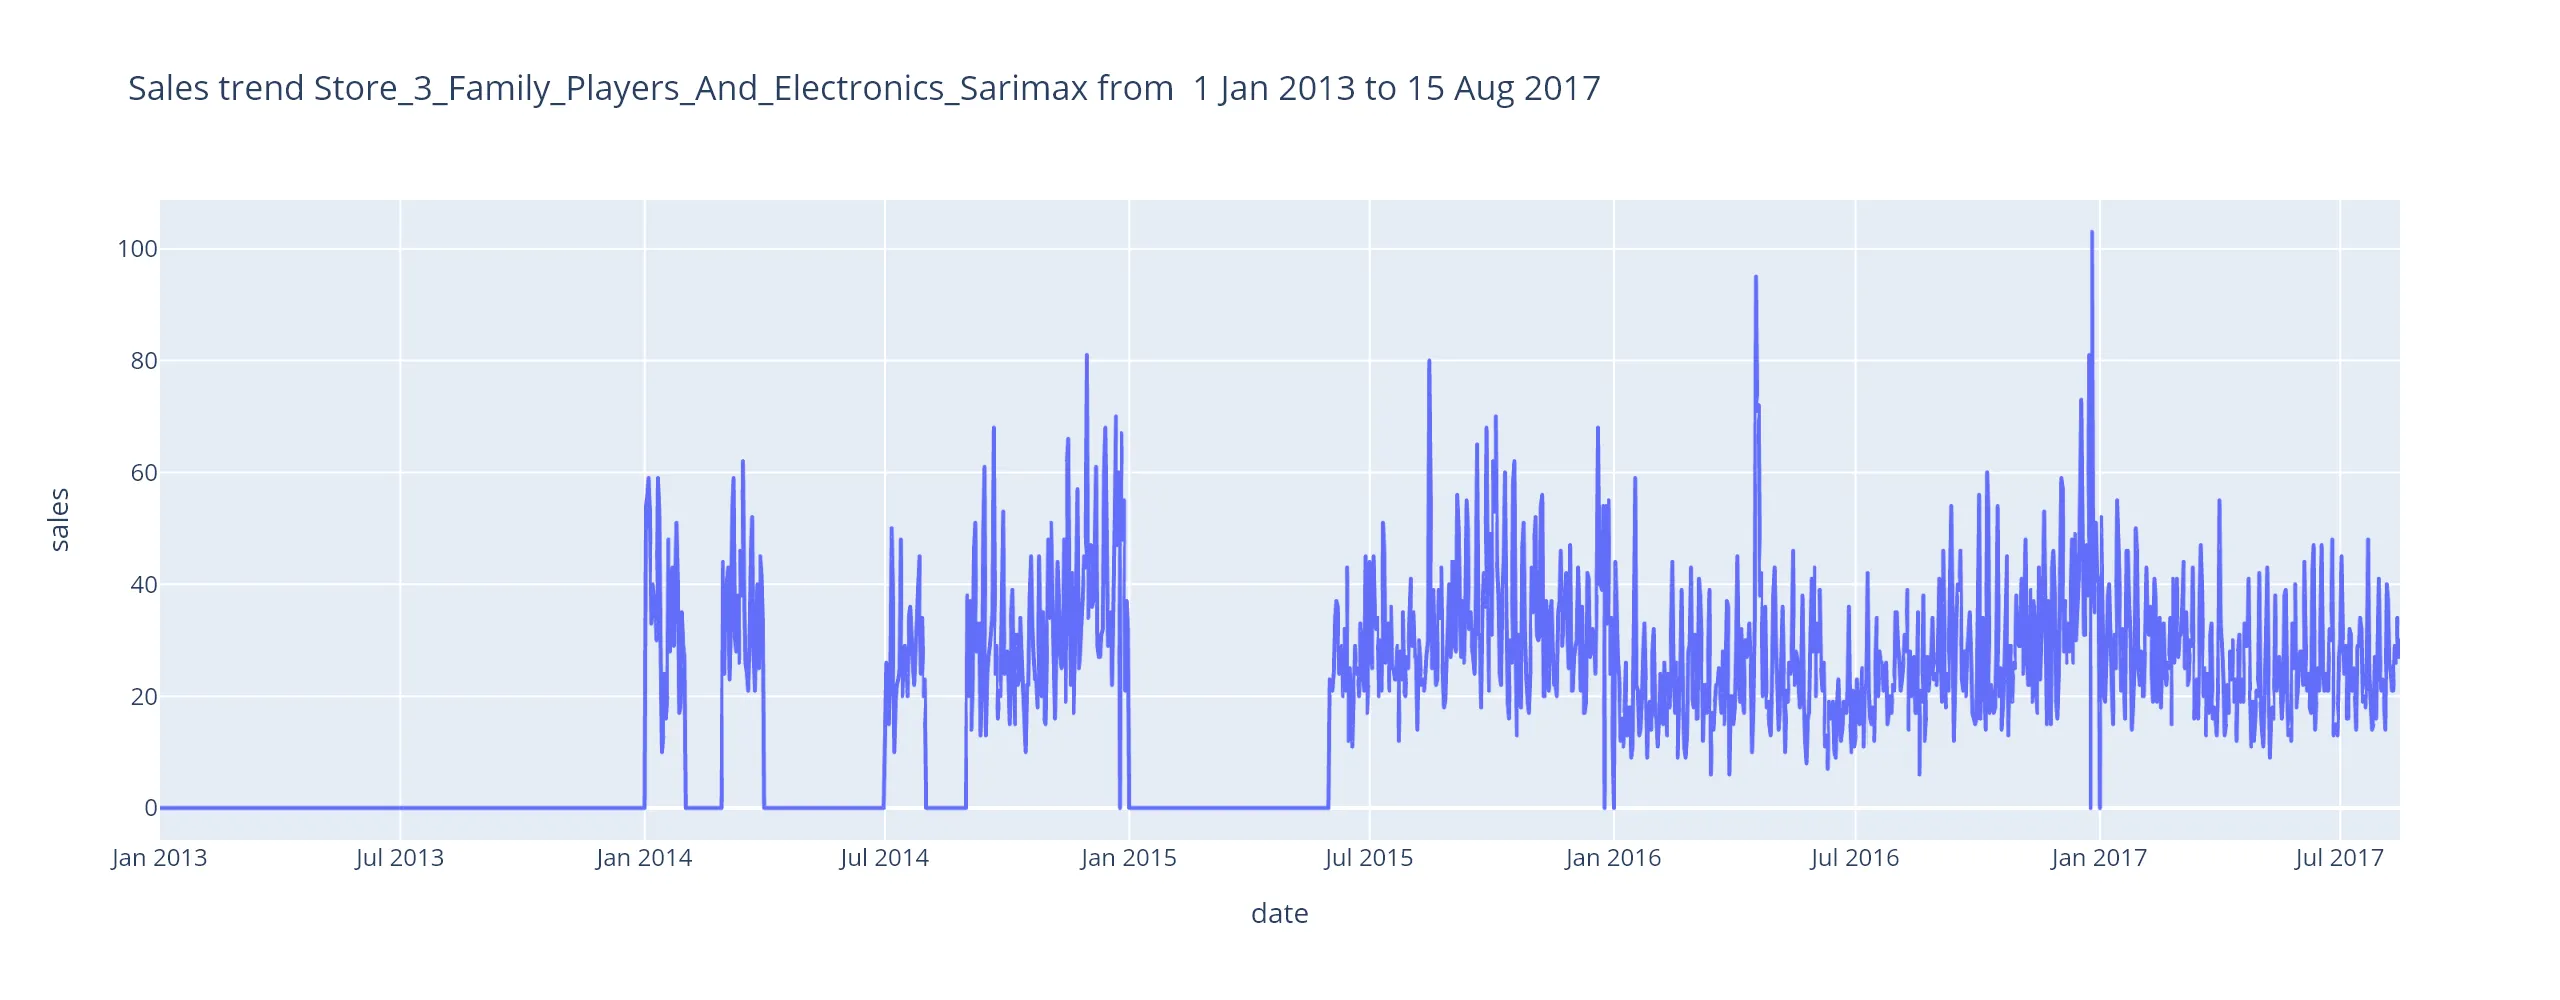 Sales trend Store_3_Family_Players_And_Electronics_Sarimax from  1 Jan 2013 to 15 Aug 2017
100
80
60
40
20
0
sales
Jan 2013
Jul 2013
Jan 2014
Jul 2014
Jan 2015
Jul 2015
Jan 2016
Jul 2016
Jan 2017
Jul 2017
date